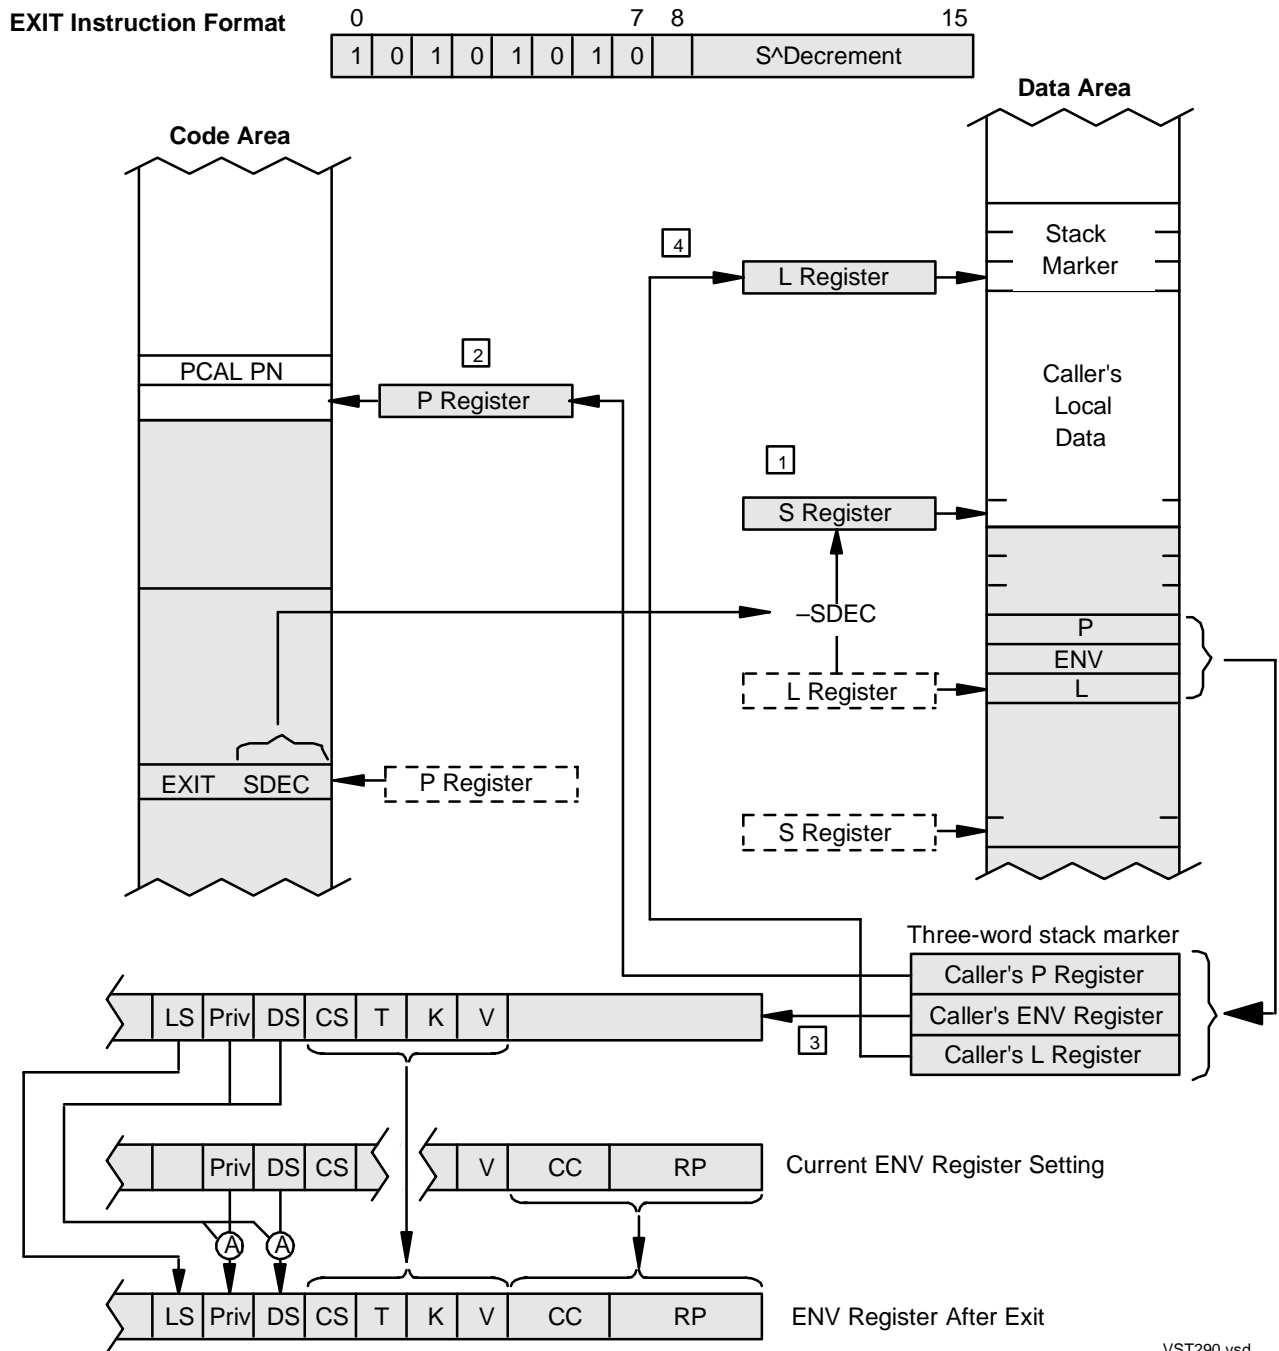 EXIT Instruction Format
0 7 8 15
1 0 1 0 1 0 1 0 S^Decrement
Data Area
Code Area
Stack
Marker
4
L Register
2
PCAL PN
P Register
Caller's
Local
Data
1
S Register
–SDEC
P
ENV
L Register
L
EXIT SDEC
P Register
S Register
Three-word stack marker
Caller's P Register
LS Priv DS CS T K V
Caller's ENV Register
3
Caller's L Register
Priv DS CS V CC RP
Current ENV Register Setting
A A
LS Priv DS CS T K V CC RP
ENV Register After Exit
VST290.vsd